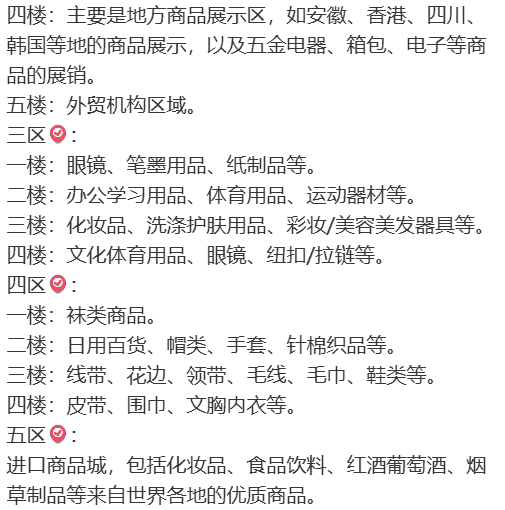 四楼：主要是地方商品展示区，如安徽、香港、四川、
韩国等地的商品展示，以及五金电器、箱包、电子等商
品的展销。
五楼：外贸机构区域。
三区：
一楼：眼镜、笔墨用品、纸制品等。
二楼：办公学习用品、体育用品、运动器材等。
三楼：化妆品、洗涤护肤用品、彩妆/美容美发器具等。
四楼：文化体育用品、眼镜、纽扣/拉链等。
四区：
一楼：袜类商品。
二楼：日用百货、帽类、手套、针棉织品等。
三楼：线带、花边、领带、毛线、毛巾、鞋类等。
四楼：皮带、围巾、文胸内衣等。
五区：
进口商品城，包括化妆品、食品饮料、红酒葡萄酒、烟
草制品等来自世界各地的优质商品。